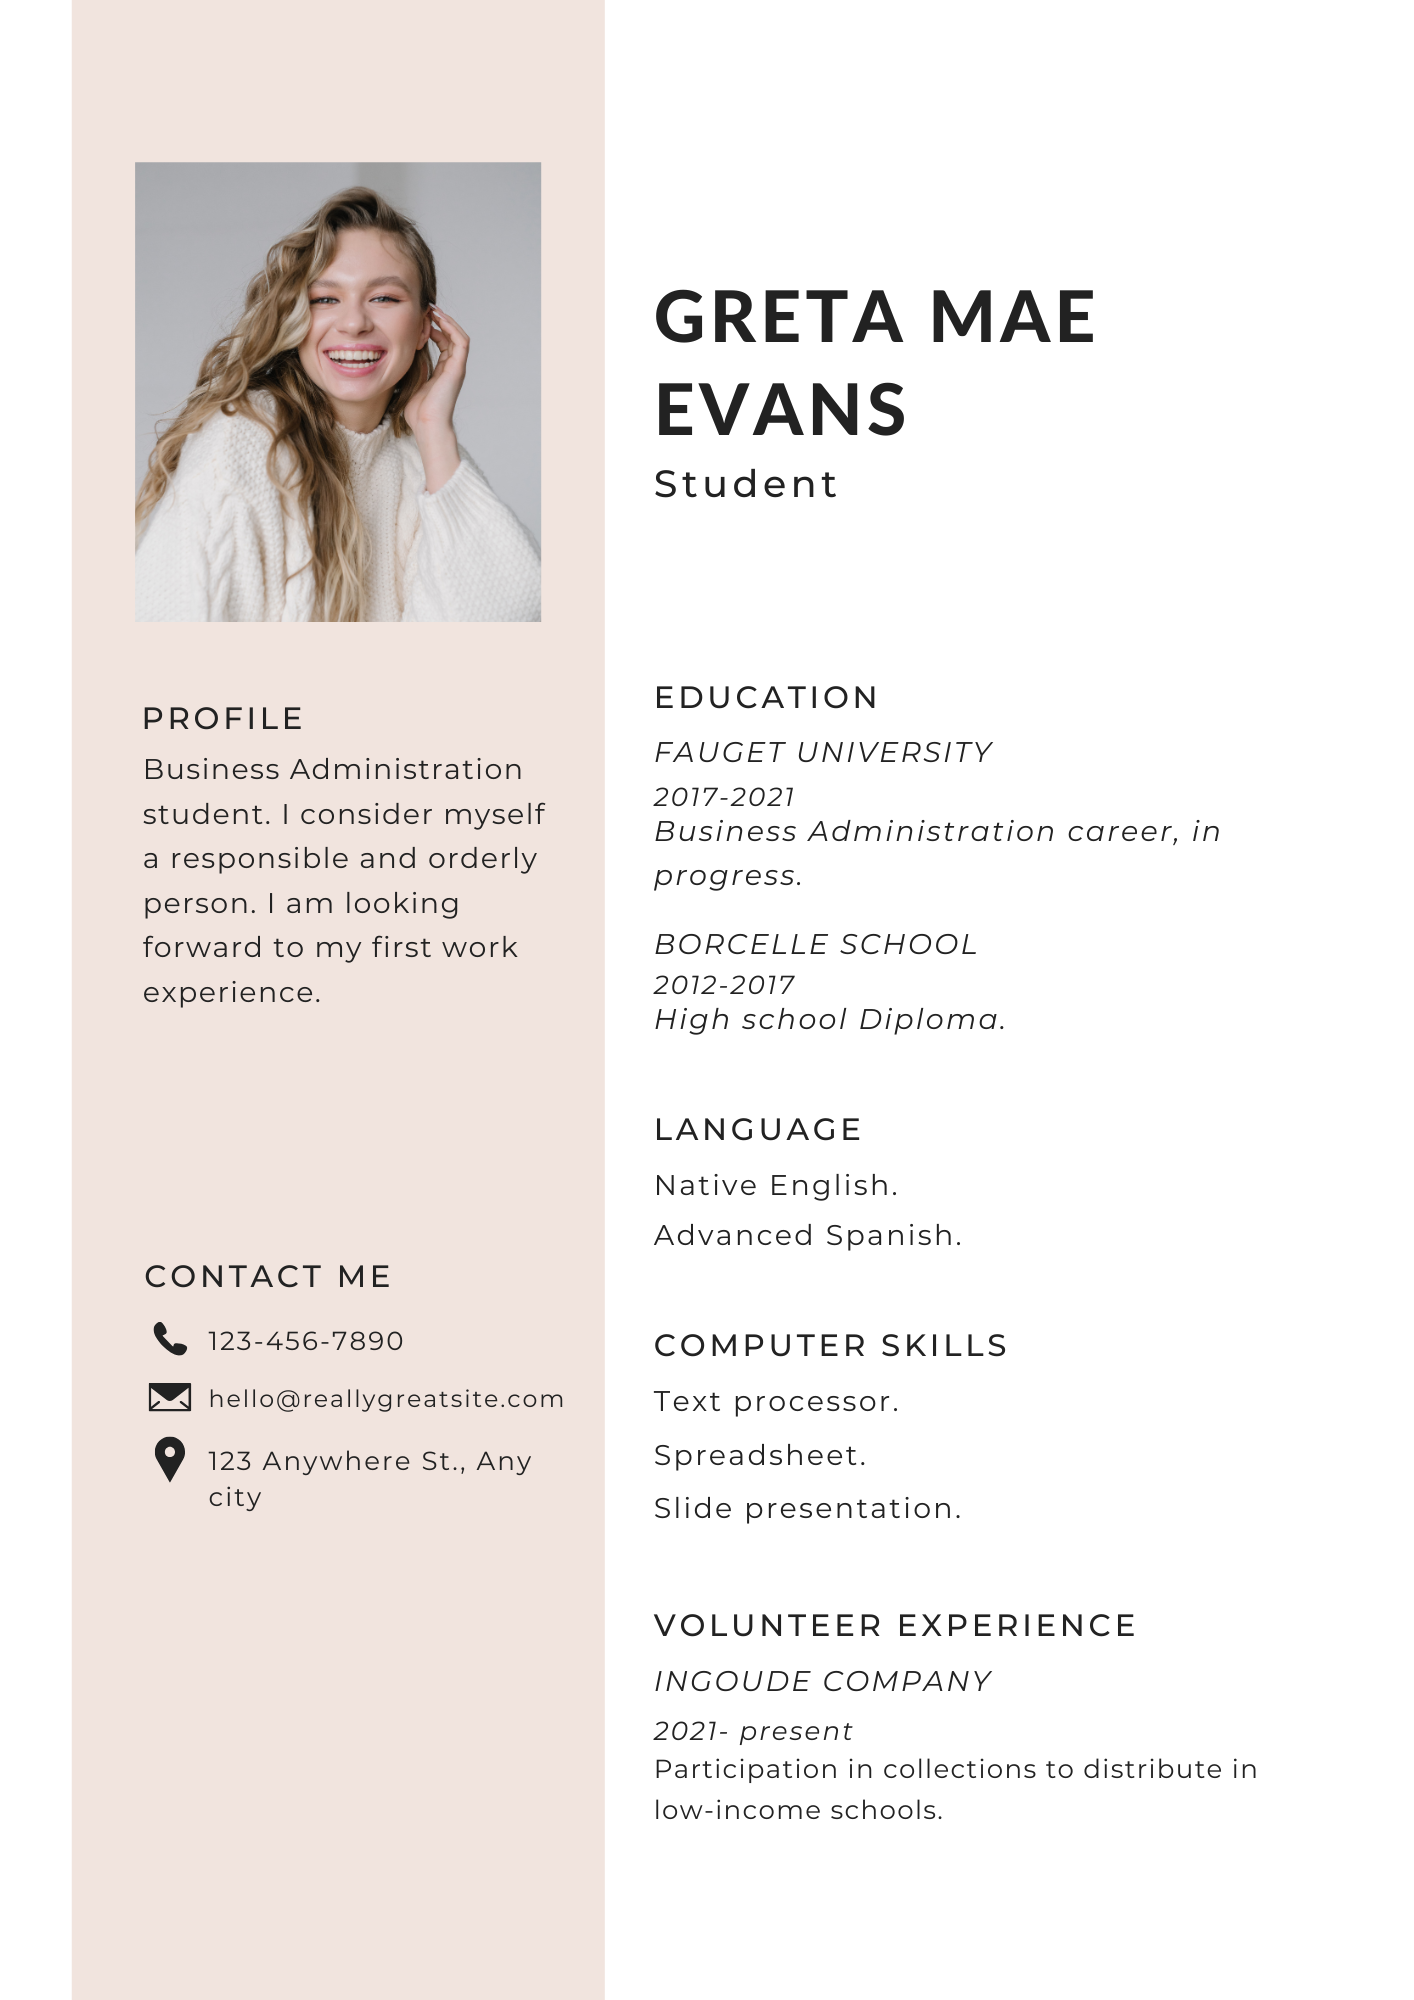 GRETA MAE
EVANS
Student
PROFILE
Business Administration
student. I consider myself
a responsible and orderly
person. I am looking
forward to my first work
experience.
CONTACT ME
123-456-7890
hello@reallygreatsite.com
123 Anywhere St., Any
city
EDUCATION
FAUGET UNIVERSITY
2017-2021
Business Administration career, in
progress.
BORCELLE SCHOOL
2012-2017
High school Diploma.
LANGUAGE
Native English.
Advanced Spanish.
COMPUTER SKILLS
Text processor.
Spreadsheet.
Slide presentation.
VOLUNTEER EXPERIENCE
INGOUDE COMPANY
2021- present
Participation in collections to distribute in
low-income schools.